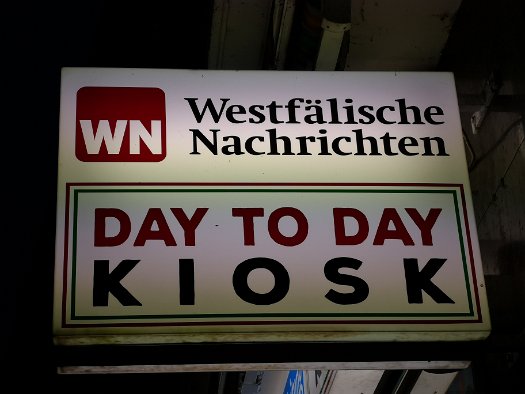 WN
Westfälische
Nachrichten
DAY TO DAY
KIOSK